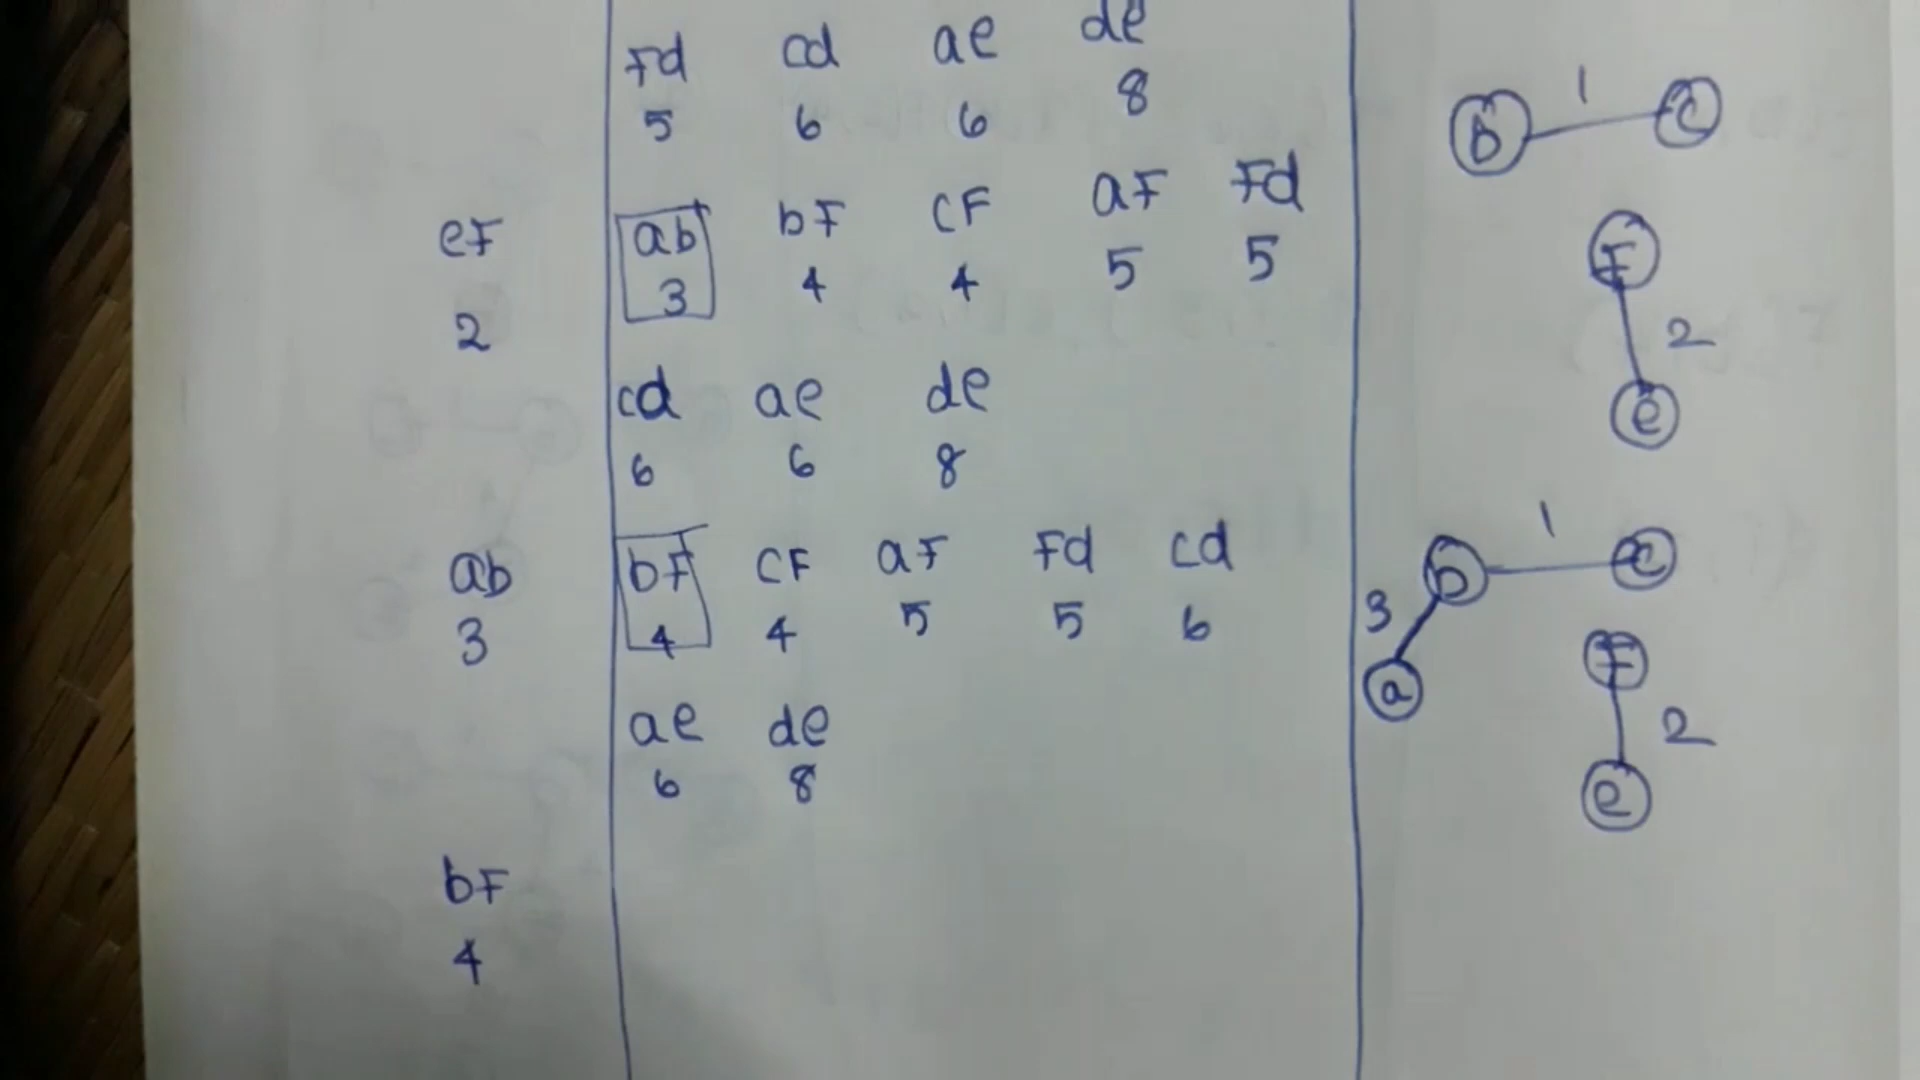 Fd cd ae de
5 6 6 8
b 1 c
eF ab bF cF aF Fd
2 3 4 4 5 5
F 2 e
cd ae de
6 6 8
ab bF cF aF Fd cd
3 4 4 5 5 6
b 1 c
3 a
F 2 e
ae de
6 8
bF
4